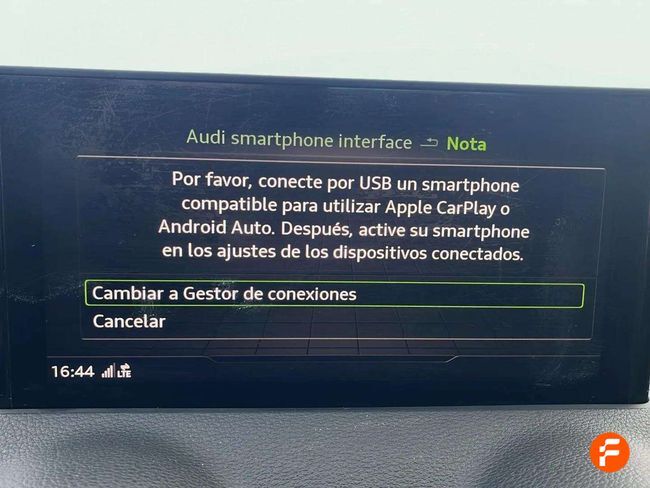 Audi smartphone interface Nota
Por favor, conecte por USB un smartphone
compatible para utilizar Apple CarPlay o
Android Auto. Después, active su smartphone
en los ajustes de los dispositivos conectados.
Cambiar a Gestor de conexiones
Cancelar
16:44 LTE